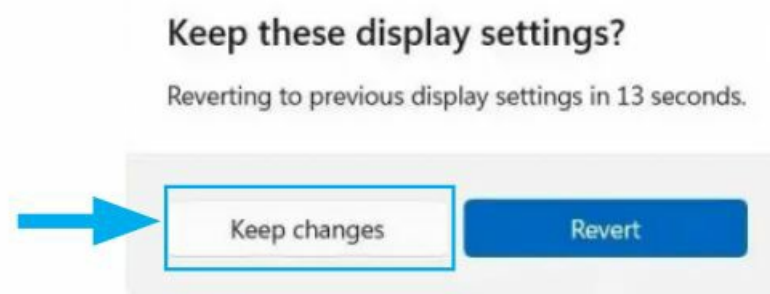 Keep these display settings?
Reverting to previous display settings in 13 seconds.
Keep changes
Revert